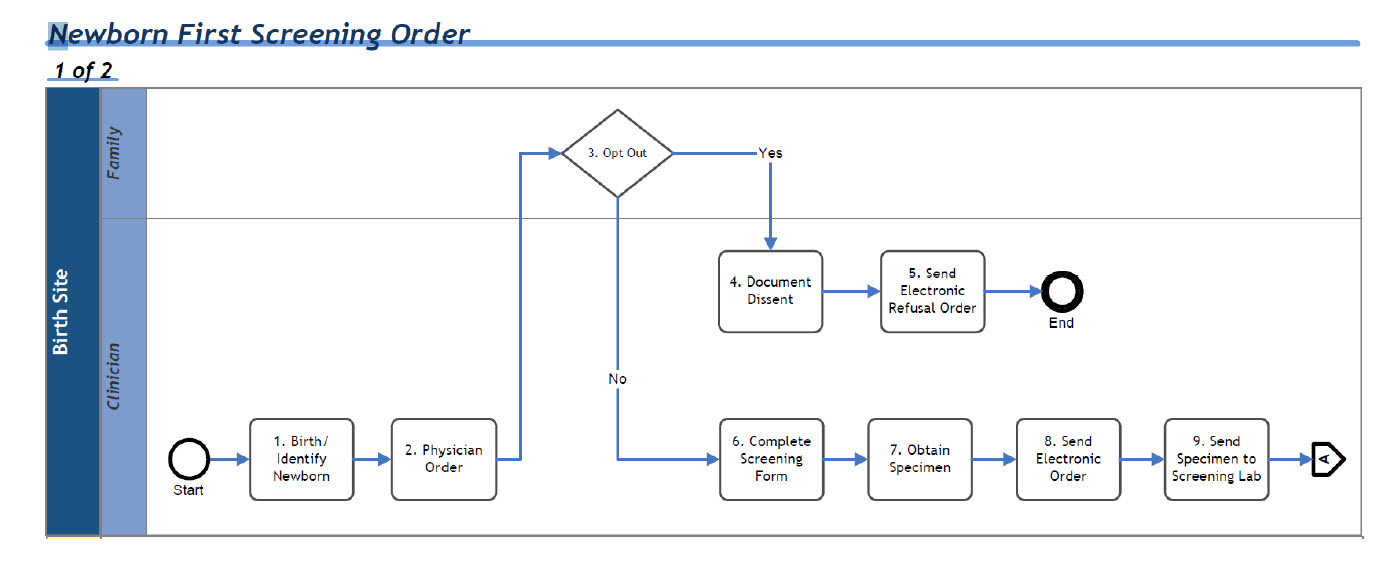 Newborn First Screening Order
1 of 2
Birth Site
Family
Clinician
3. Opt Out
Yes
No
4. Document
Dissent
5. Send
Electronic
Refusal Order
End
Start
1. Birth/
Identify
Newborn
2. Physician
Order
6. Complete
Screening
Form
7. Obtain
Specimen
8. Send
Electronic
Order
9. Send
Specimen to
Screening Lab
A